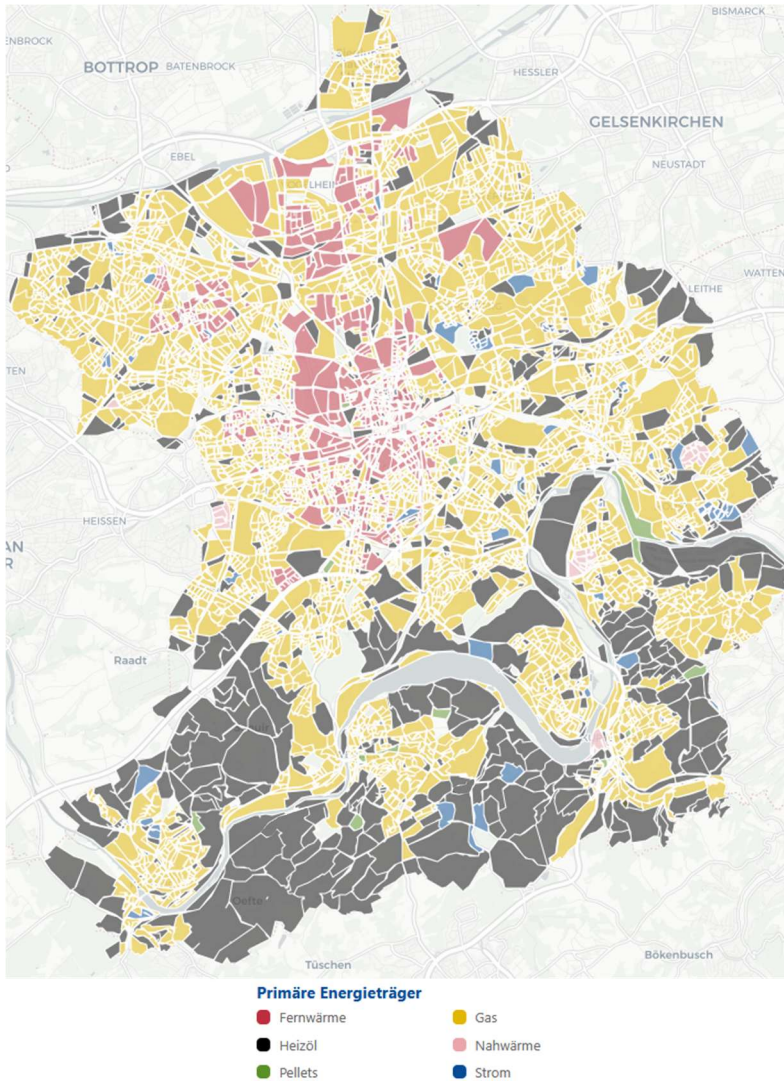 BISMARCK
ENBROCK
BOTTROP
BATENBROCK
HESSLER
GELSENKIRCHEN
EBEL
NEUSTADT
WATTEN
LEITHE
TEN
HEISSEN
AN
R
Raadt
Oefte
Tüschen
Bökenbusch
Primäre Energieträger
Fernwärme
Gas
Heizöl
Nahwärme
Pellets
Strom